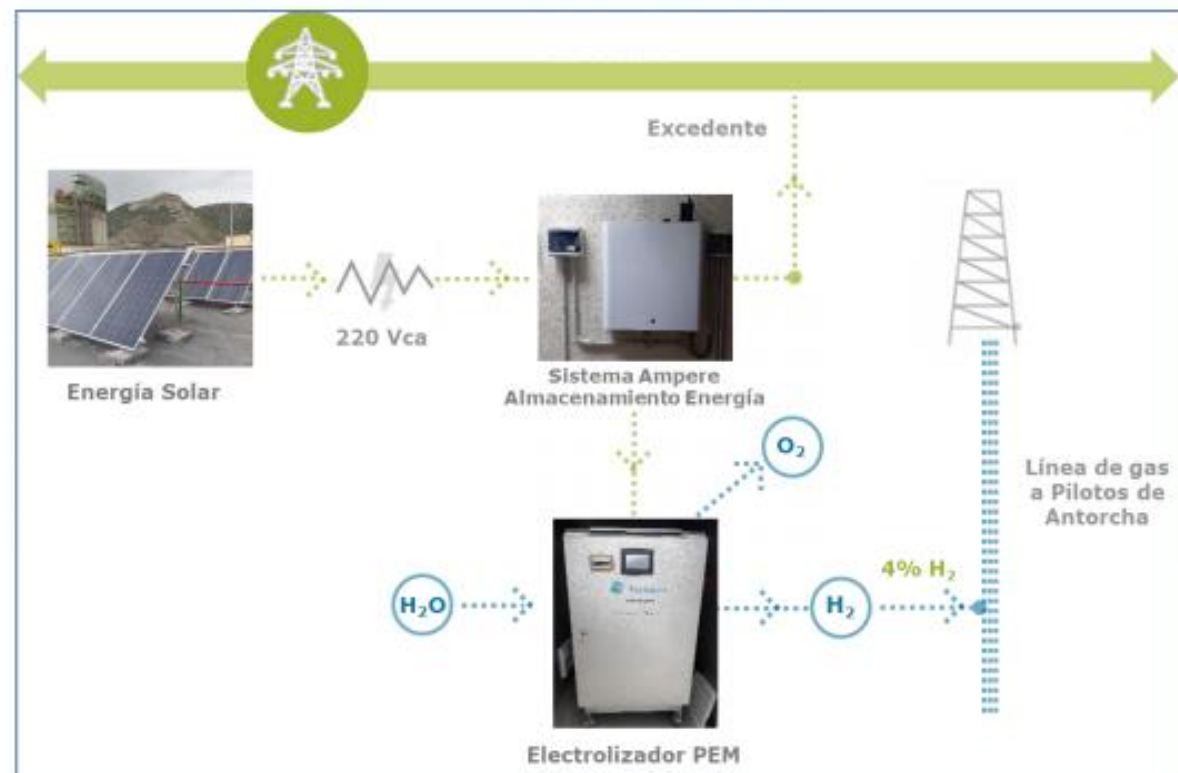 Excedente
220 Vca
Energía Solar
Sistema Ampere
Almacenamiento Energía
O₂
Línea de gas
a Pilotos de
Antorcha
4% H₂
H₂O
H₂
Electrolizador PEM